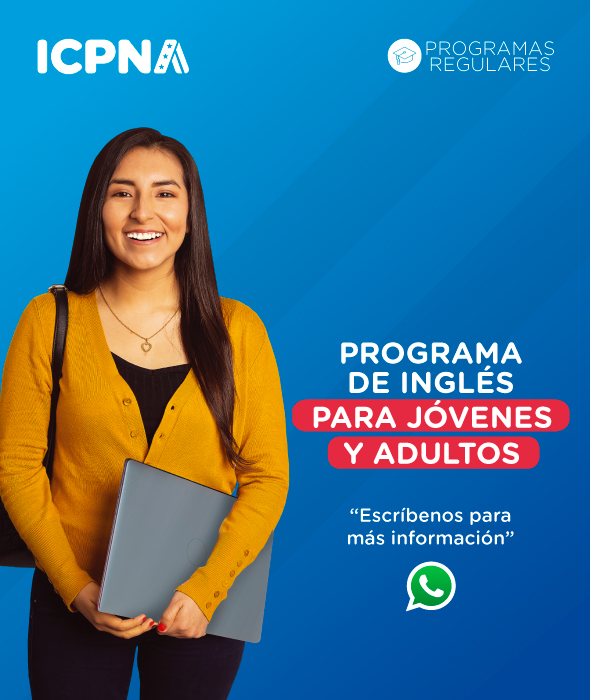 ICPNA
PROGRAMAS
REGULARES
PROGRAMA
DE INGLÉS
PARA JÓVENES
Y ADULTOS
“Escríbenos para
más información”